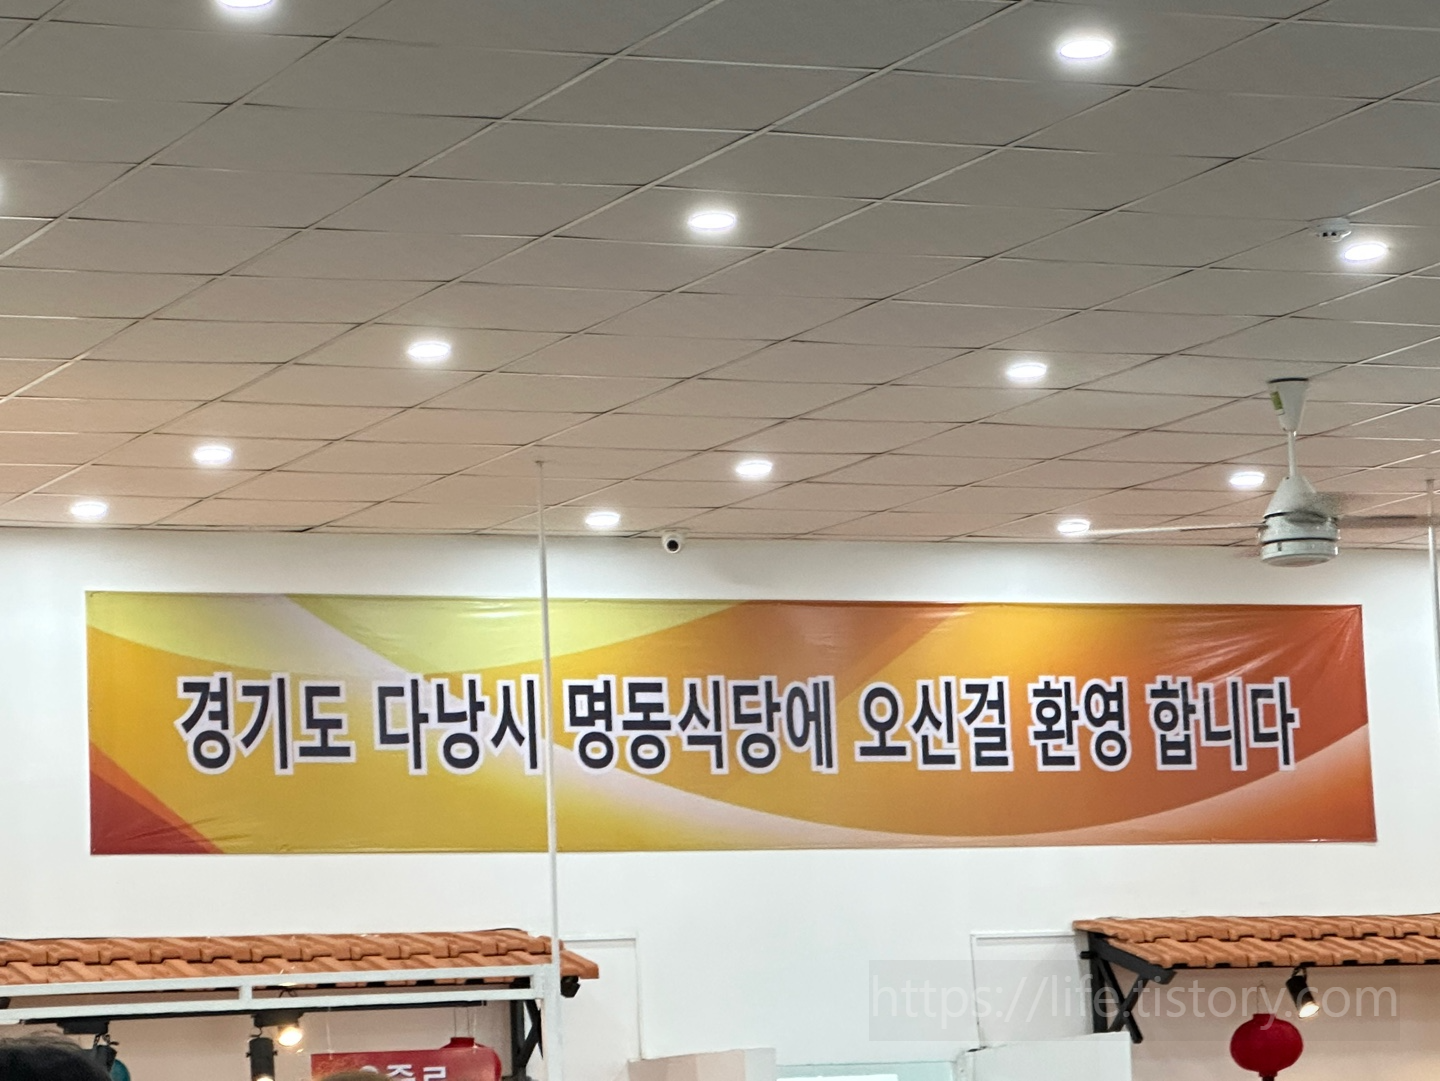 경기도 다낭시 명동식당에 오신걸 환영 합니다
https://life.tistory.com